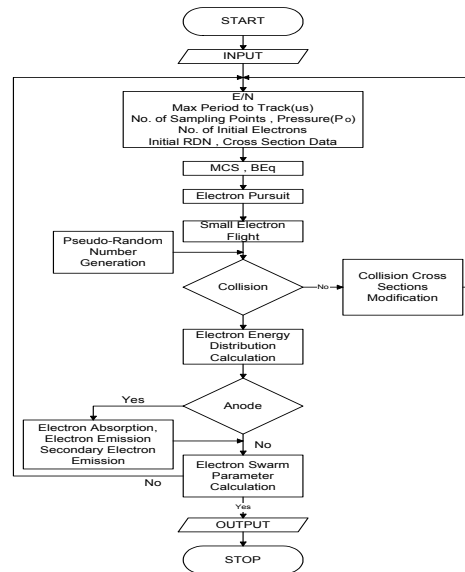 START
INPUT
E/N
Max Period to Track(us)
No. of Sampling Points , Pressure(Po)
No. of Initial Electrons
Initial RDN , Cross Section Data
MCS , BEq
Electron Pursuit
Small Electron
Flight
Pseudo-Random
Number
Generation
Collision
No
Collision Cross
Sections
Modification
Electron Energy
Distribution
Calculation
Yes
Anode
Electron Absorption,
Electron Emission
Secondary Electron
Emission
No
No
Electron Swarm
Parameter
Calculation
Yes
OUTPUT
STOP